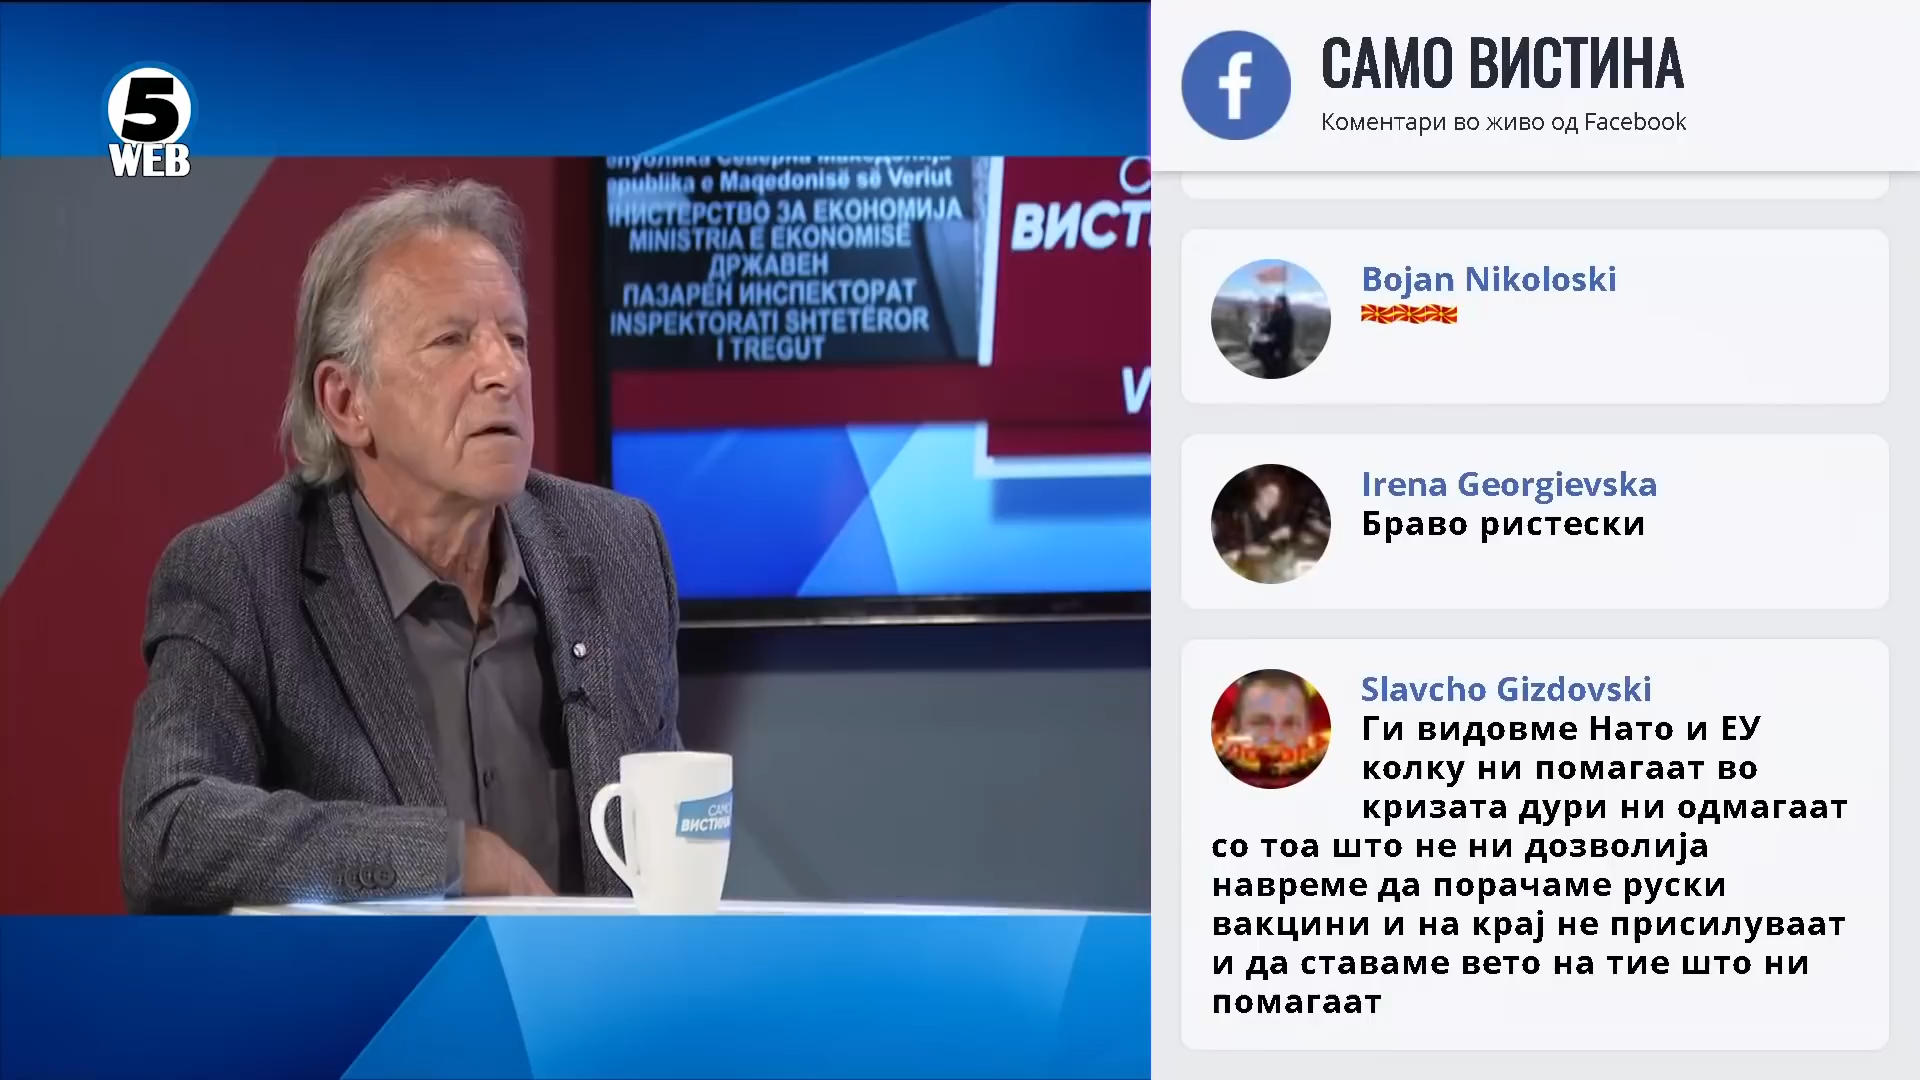 5
WEB
Северна Македонија
Republika e Maqedonisë së Veriut
МИНИСТЕРСТВО ЗА ЕКОНОМИЈА
MINISTRIA E EKONOMISË
ДРЖАВЕН
ПАЗАРЕН ИНСПЕКТОРАТ
INSPEKTORATI SHTETËROR
I TREGUT
ВИСТ
САМО
ВИСТИНА
САМО ВИСТИНА
Коментари во живо од Facebook
Bojan Nikoloski
Irena Georgievska
Браво ристески
Slavcho Gizdovski
Ги видовме Нато и ЕУ
колку ни помагаат во
кризата дури ни одмагаат
со тоа што не ни дозволија
навреме да порачаме руски
вакцини и на крај не присилуваат
и да ставаме вето на тие што ни
помагаат